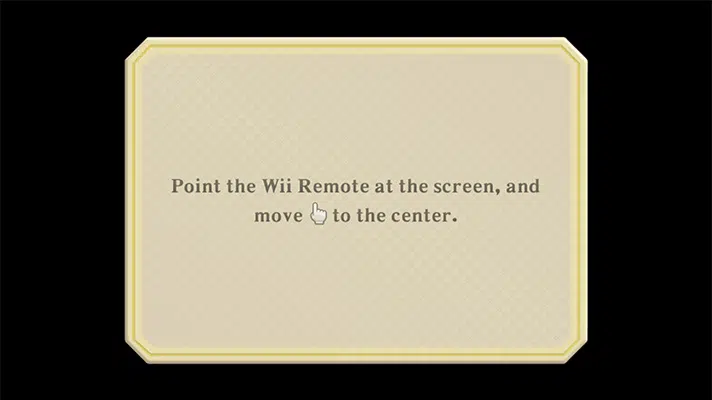 Point the Wii Remote at the screen, and
move to the center.